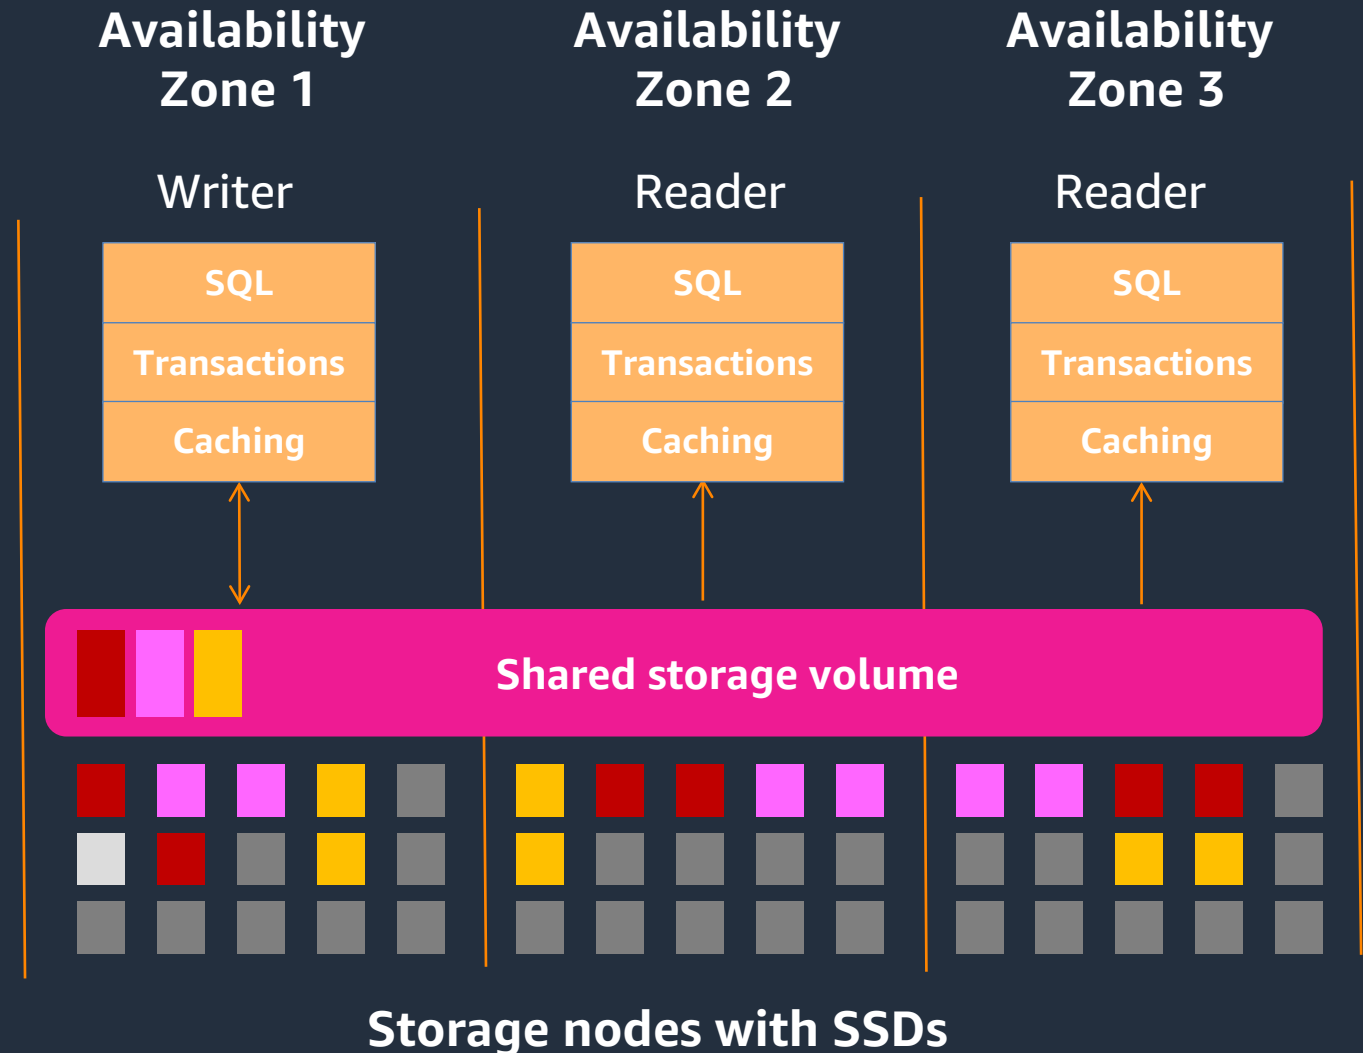 Availability
Zone 1
Availability
Zone 2
Availability
Zone 3
Writer
Reader
Reader
SQL
Transactions
Caching
SQL
Transactions
Caching
SQL
Transactions
Caching
Shared storage volume
Storage nodes with SSDs